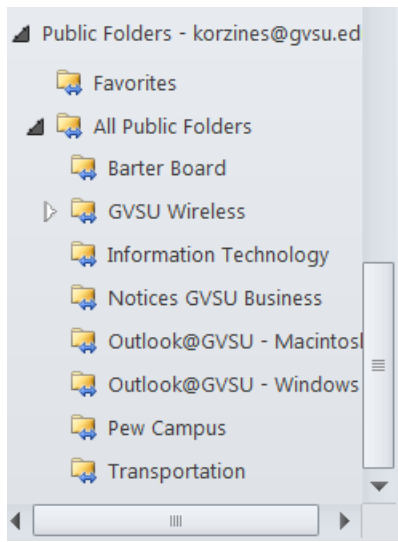 Public Folders - korzines@gvsu.ed
Favorites
All Public Folders
Barter Board
GVSU Wireless
Information Technology
Notices GVSU Business
Outlook@GVSU - Macintosl
Outlook@GVSU - Windows
Pew Campus
Transportation